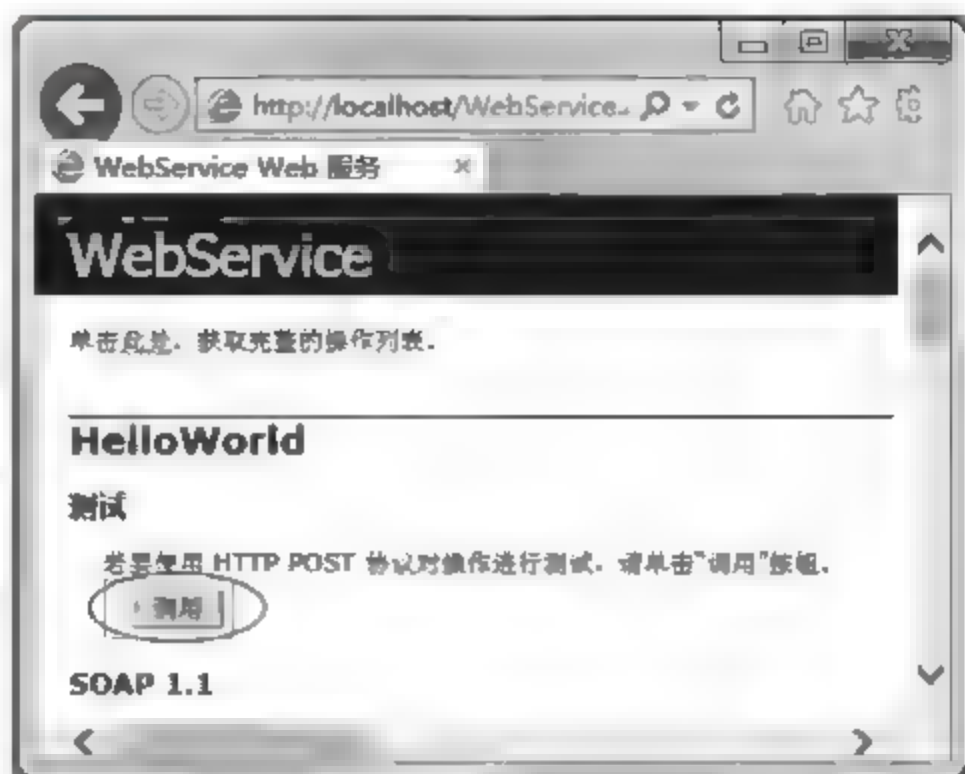 http://localhost/WebService
WebService Web 服务
WebService
单击此处，获取完整的操作列表。
HelloWorld
测试
若要使用 HTTP POST 协议对操作进行测试，请单击"调用"按钮。
调用
SOAP 1.1